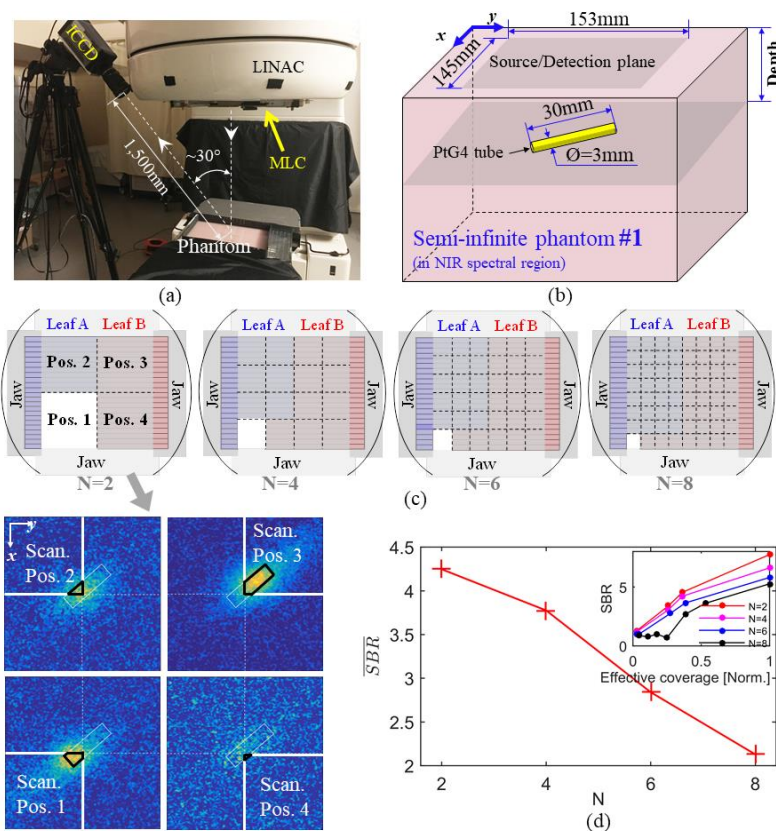 ICCD
LINAC
MLC
~30°
1,500mm
Phantom
(a)
x
y
153mm
145mm
Source/Detection plane
Depth
30mm
PtG4 tube
Ø=3mm
Semi-infinite phantom #1
(in NIR spectral region)
(b)
Leaf A Leaf B
Pos. 2 Pos. 3
Pos. 1 Pos. 4
Jaw
Jaw
Jaw
N=2
Leaf A Leaf B
N=4
Leaf A Leaf B
Jaw
Jaw
Jaw
N=6
Leaf A Leaf B
Jaw
Jaw
Jaw
N=8
(c)
y
x
Scan.
Pos. 2
Scan.
Pos. 3
Scan.
Pos. 1
Scan.
Pos. 4
4.5
4
3.5
3
2.5
2
SBR
2 4 6 8
N
SBR
5
0 0.5 1
Effective coverage [Norm.]
N=2
N=4
N=6
N=8
(d)